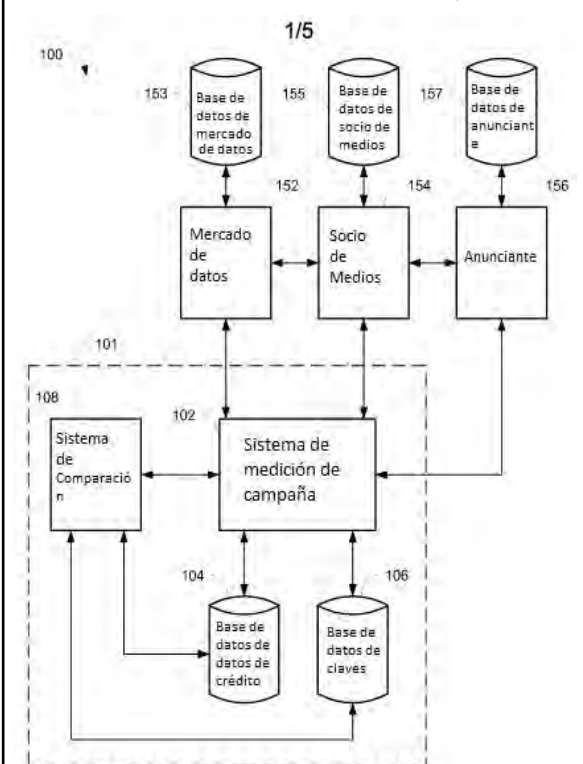 1/5
100
153
Base de
datos de
mercado
de datos
155
Base de
datos de
socio de
medios
157
Base de
datos de
anunciant
e
152
154
156
Mercado
de
datos
Socio
de
Medios
Anunciante
101
108
102
Sistema
de
Comparació
n
Sistema de
medición de
campaña
104
106
Base de
datos de
datos de
crédito
Base de
datos de
claves